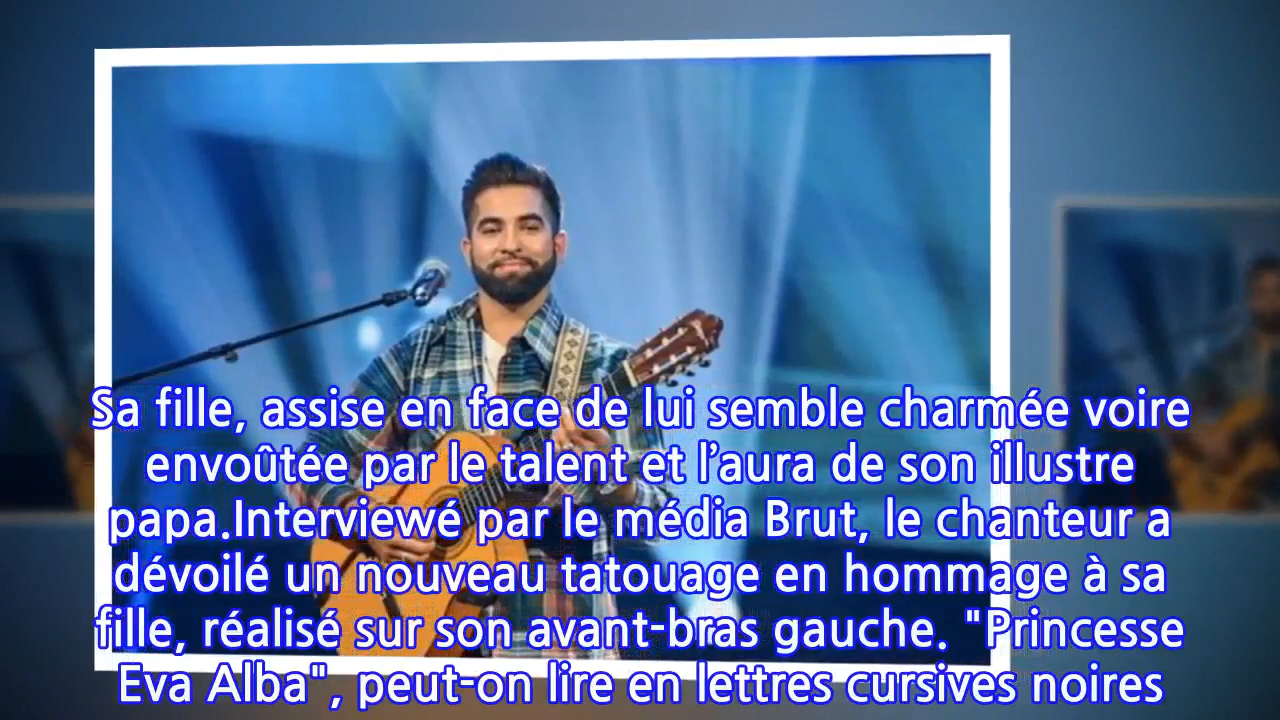 Sa fille, assise en face de lui semble charmée voire
envoûtée par le talent et l’aura de son illustre
papa.Interviewé par le média Brut, le chanteur a
dévoilé un nouveau tatouage en hommage à sa
fille, réalisé sur son avant-bras gauche. "Princesse
Eva Alba", peut-on lire en lettres cursives noires